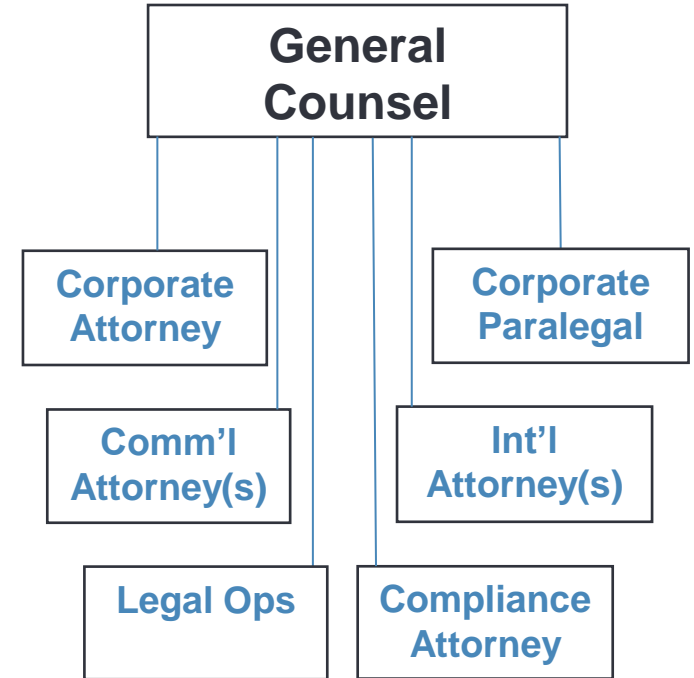 General
Counsel
Corporate
Attorney
Corporate
Paralegal
Comm’l
Attorney(s)
Int’l
Attorney(s)
Legal Ops
Compliance
Attorney